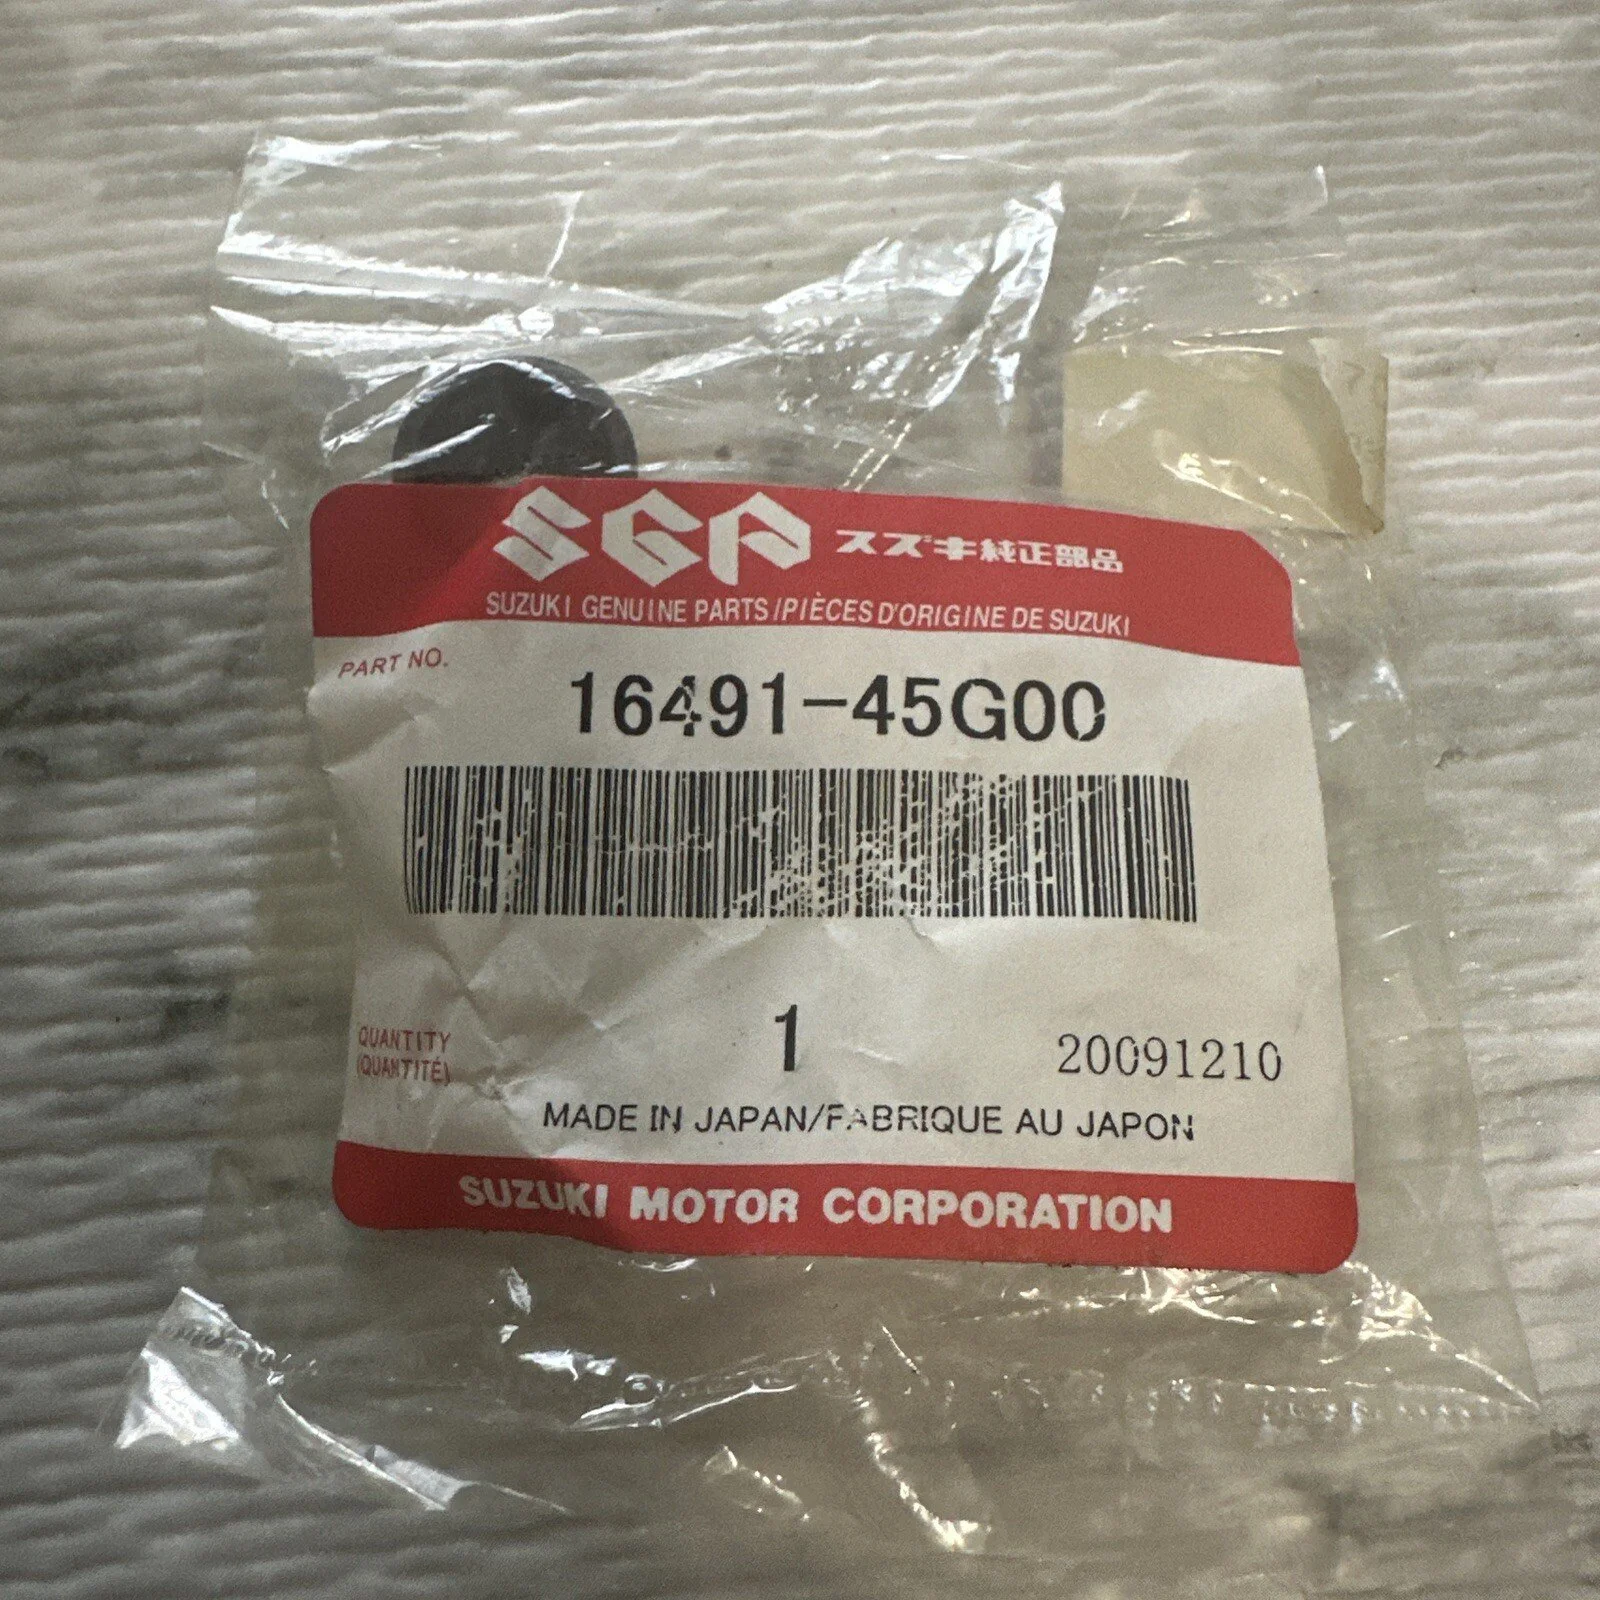 SGP スズキ純正部品
SUZUKI GENUINE PARTS/PIÈCES D'ORIGINE DE SUZUKI
PART NO.
16491-45G00
QUANTITY
(QUANTITÉ)
1
20091210
MADE IN JAPAN/FABRIQUE AU JAPON
SUZUKI MOTOR CORPORATION